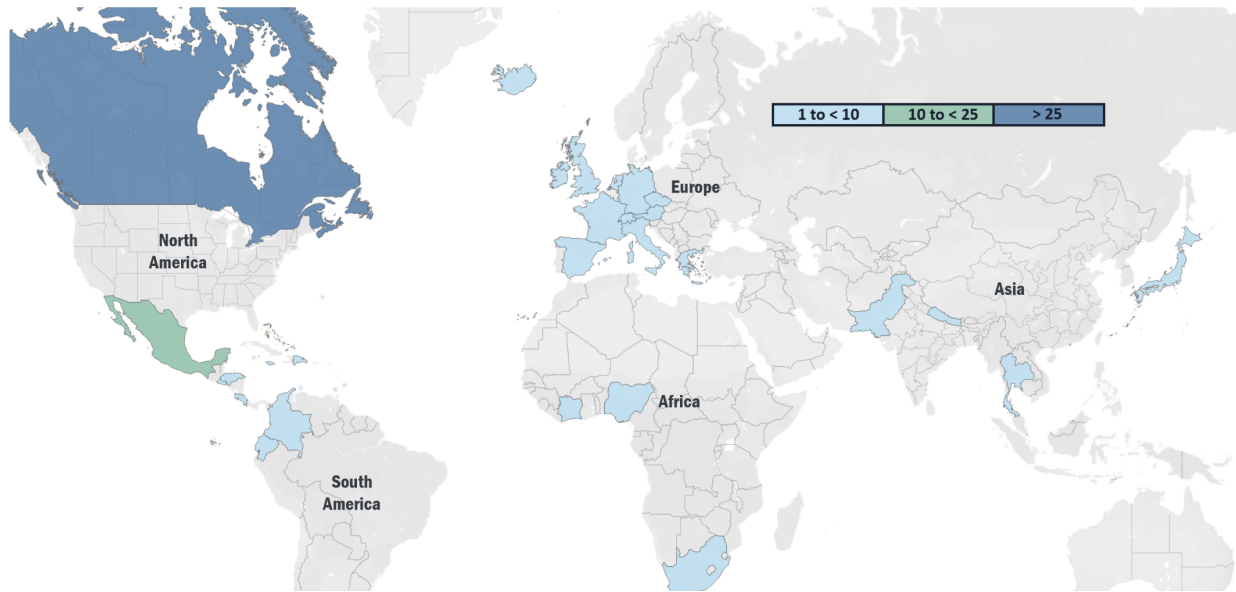 1 to < 10 10 to < 25 > 25
Europe
North
America
Asia
Africa
South
America